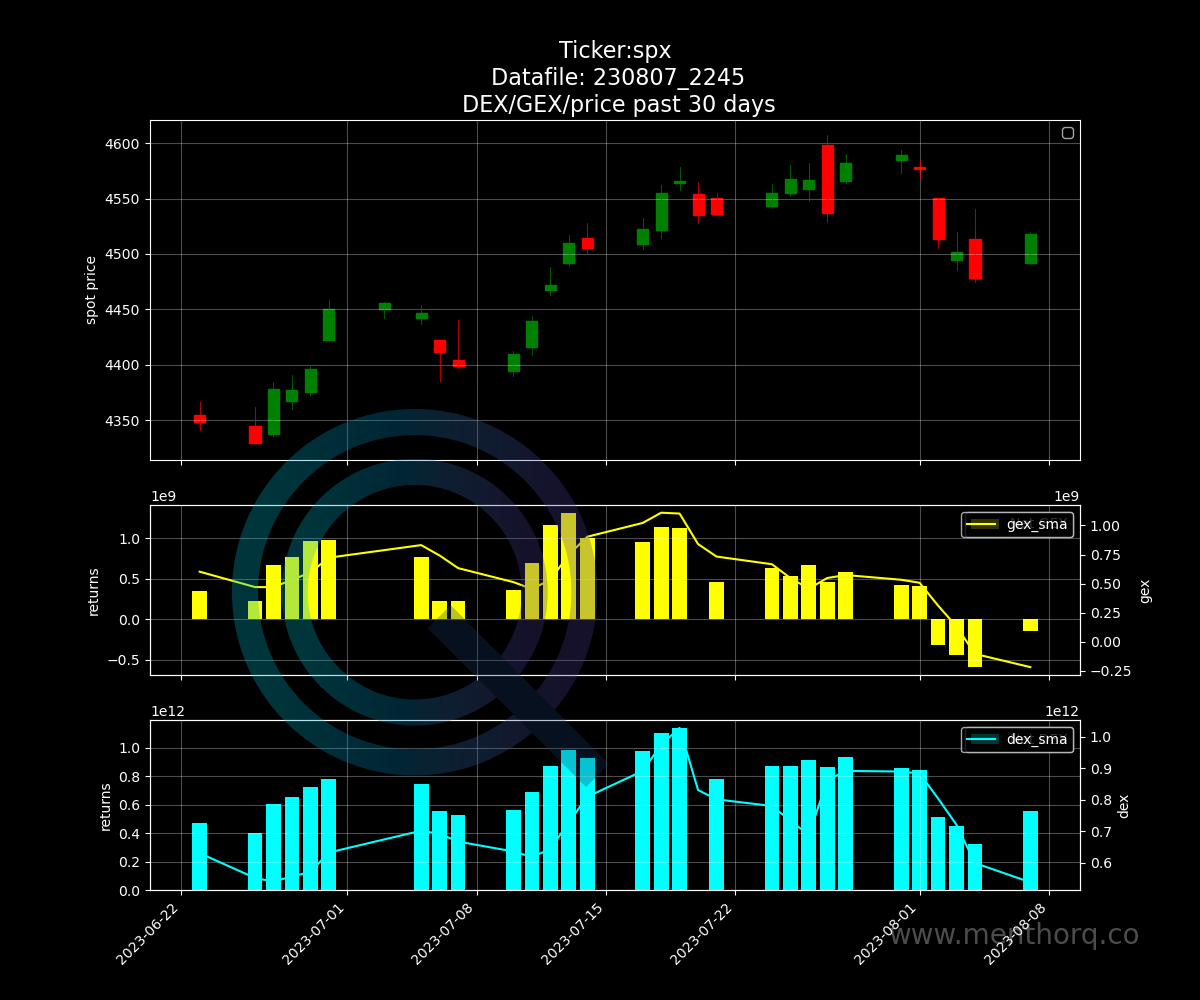 Ticker:spx
Datafile: 230807_2245
DEX/GEX/price past 30 days
4600
4550
4500
4450
4400
4350
spot price
1e9
1e9
1.0
0.5
0.0
−0.5
returns
gex_sma
1.00
0.75
0.50
0.25
0.00
−0.25
gex
1e12
1e12
1.0
0.8
0.6
0.4
0.2
0.0
returns
dex_sma
1.0
0.9
0.8
0.7
0.6
dex
2023-06-22
2023-07-01
2023-07-08
2023-07-15
2023-07-22
2023-08-01
2023-08-08
www.menthorq.co